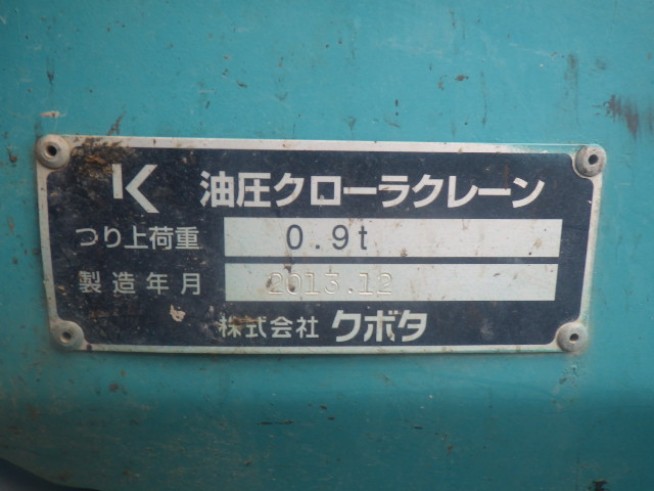 K 油圧クローラクレーン
つり上荷重 0.9t
製造年月 2013.12
株式会社 クボタ